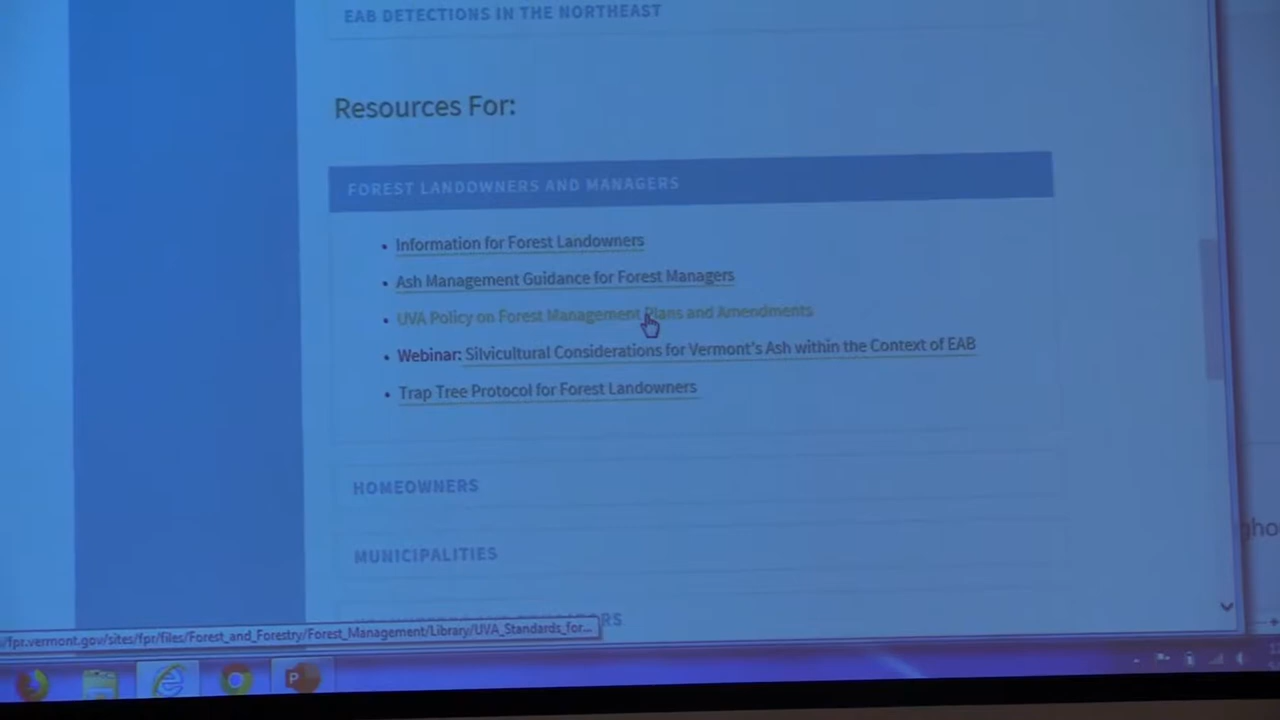 EAB DETECTIONS IN THE NORTHEAST
Resources For:
FOREST LANDOWNERS AND MANAGERS
• Information for Forest Landowners
• Ash Management Guidance for Forest Managers
• UVA Policy on Forest Management Plans and Amendments
• Webinar: Silvicultural Considerations for Vermont's Ash within the Context of EAB
• Trap Tree Protocol for Forest Landowners
HOMEOWNERS
MUNICIPALITIES
/fpr.vermont.gov/sites/fpr/files/Forest_and_Forestry/Forest_Management/Library/UVA_Standards_for...